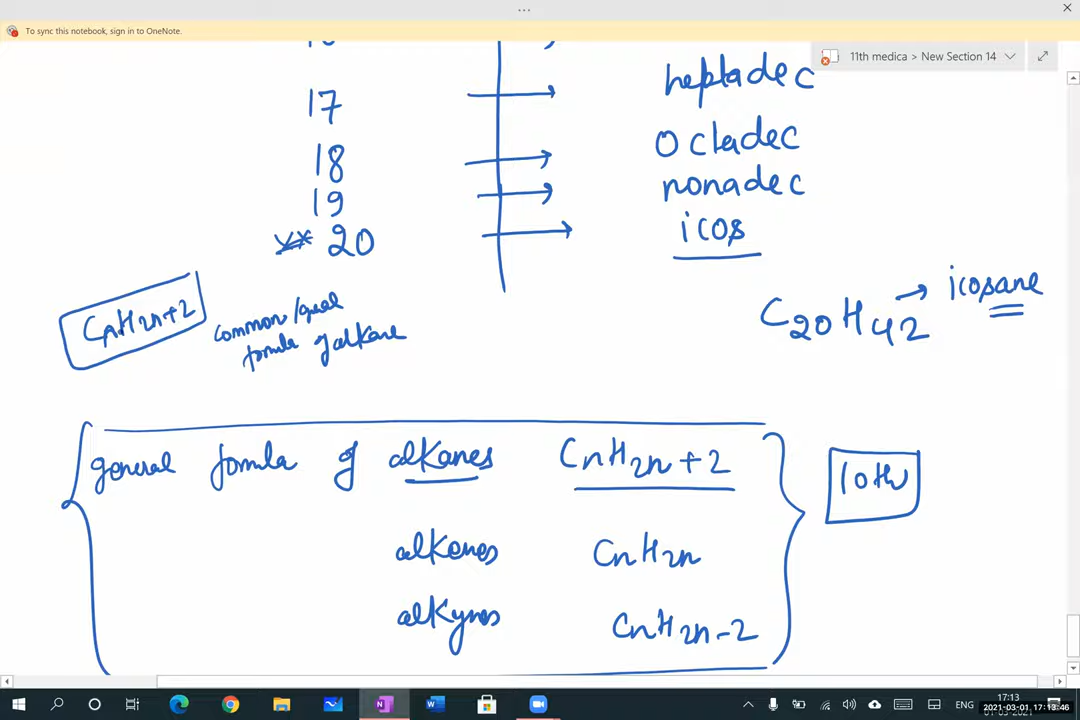 To sync this notebook, sign in to OneNote.
11th medica > New Section 14
17 heptadec
18 octadec
19 nonadec
20 icos
CnH2n+2 common/
formula of alkane
C20H42 → icosane
general formula of alkanes CnH2n+2
10th
alkenes CnH2n
alkynes CnH2n-2
ENG
17:13
2021-03-01 17:13:46